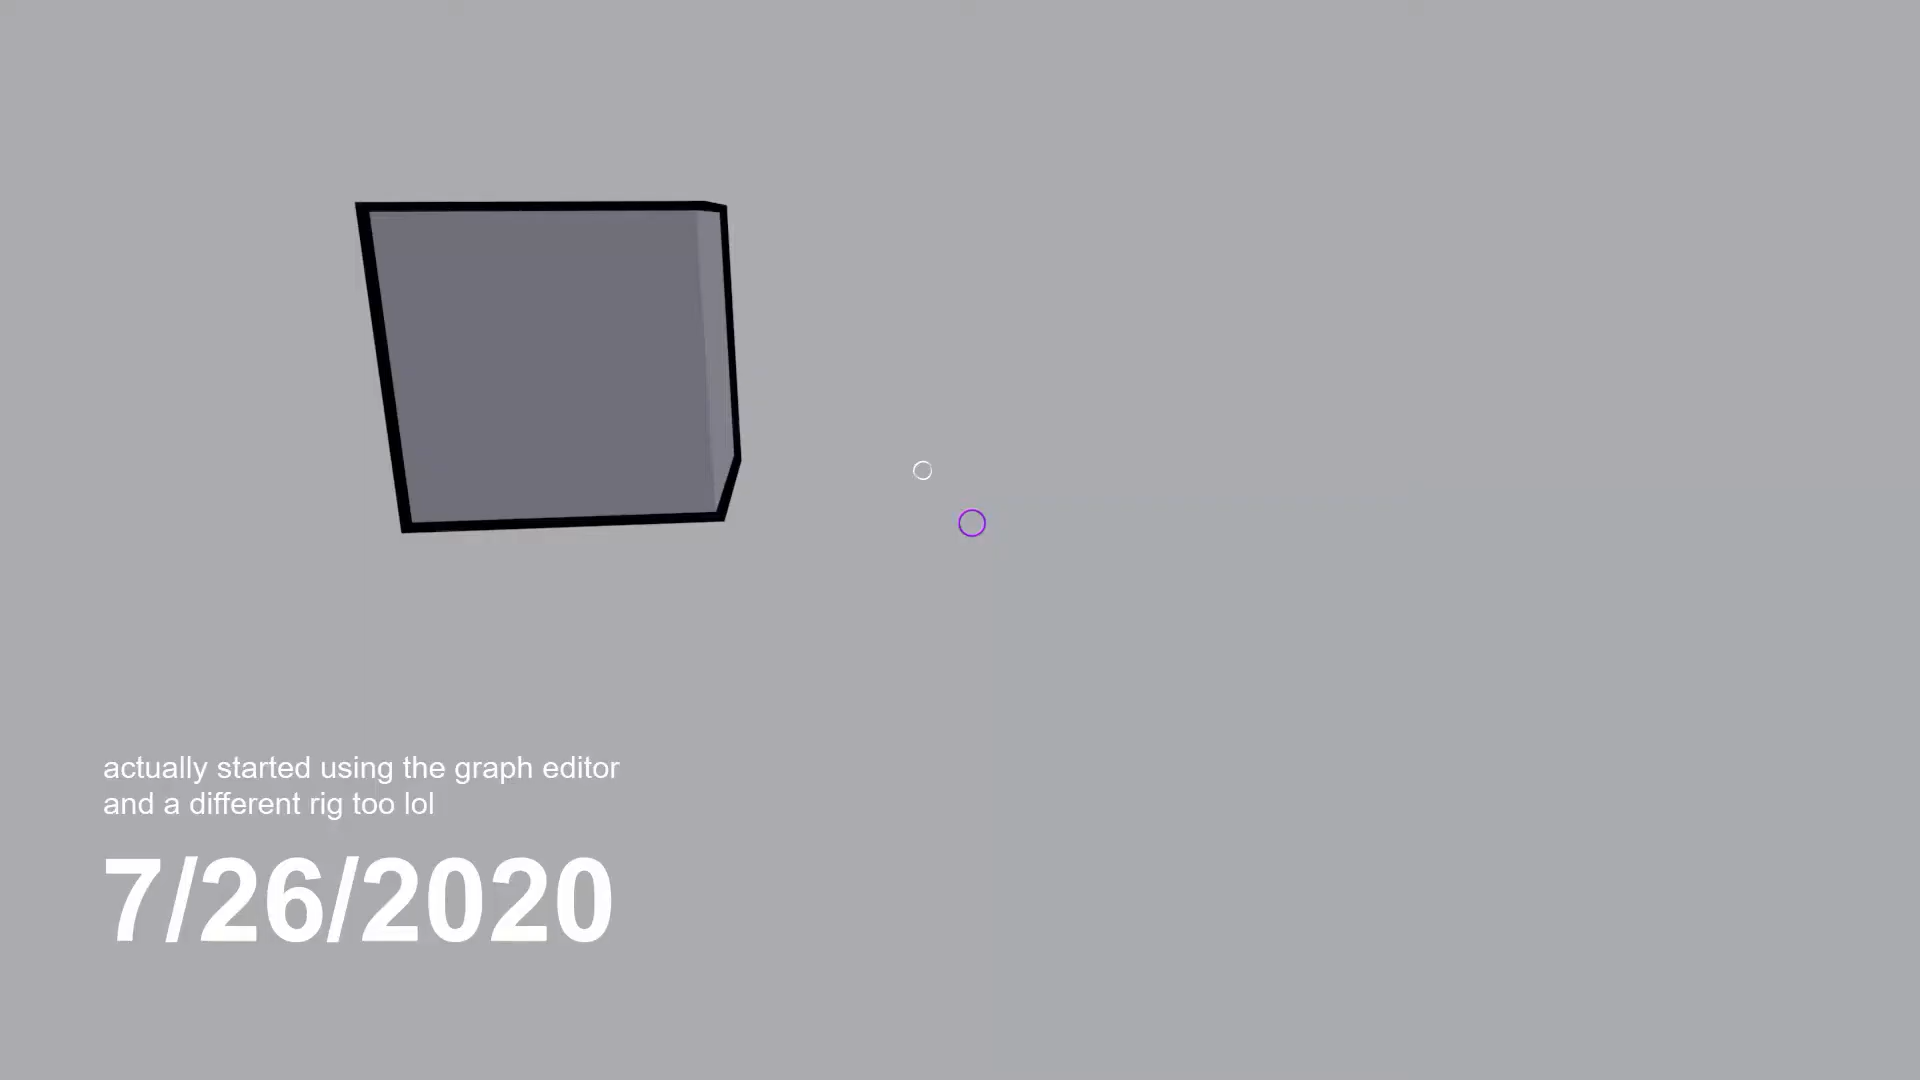 actually started using the graph editor
and a different rig too lol
7/26/2020